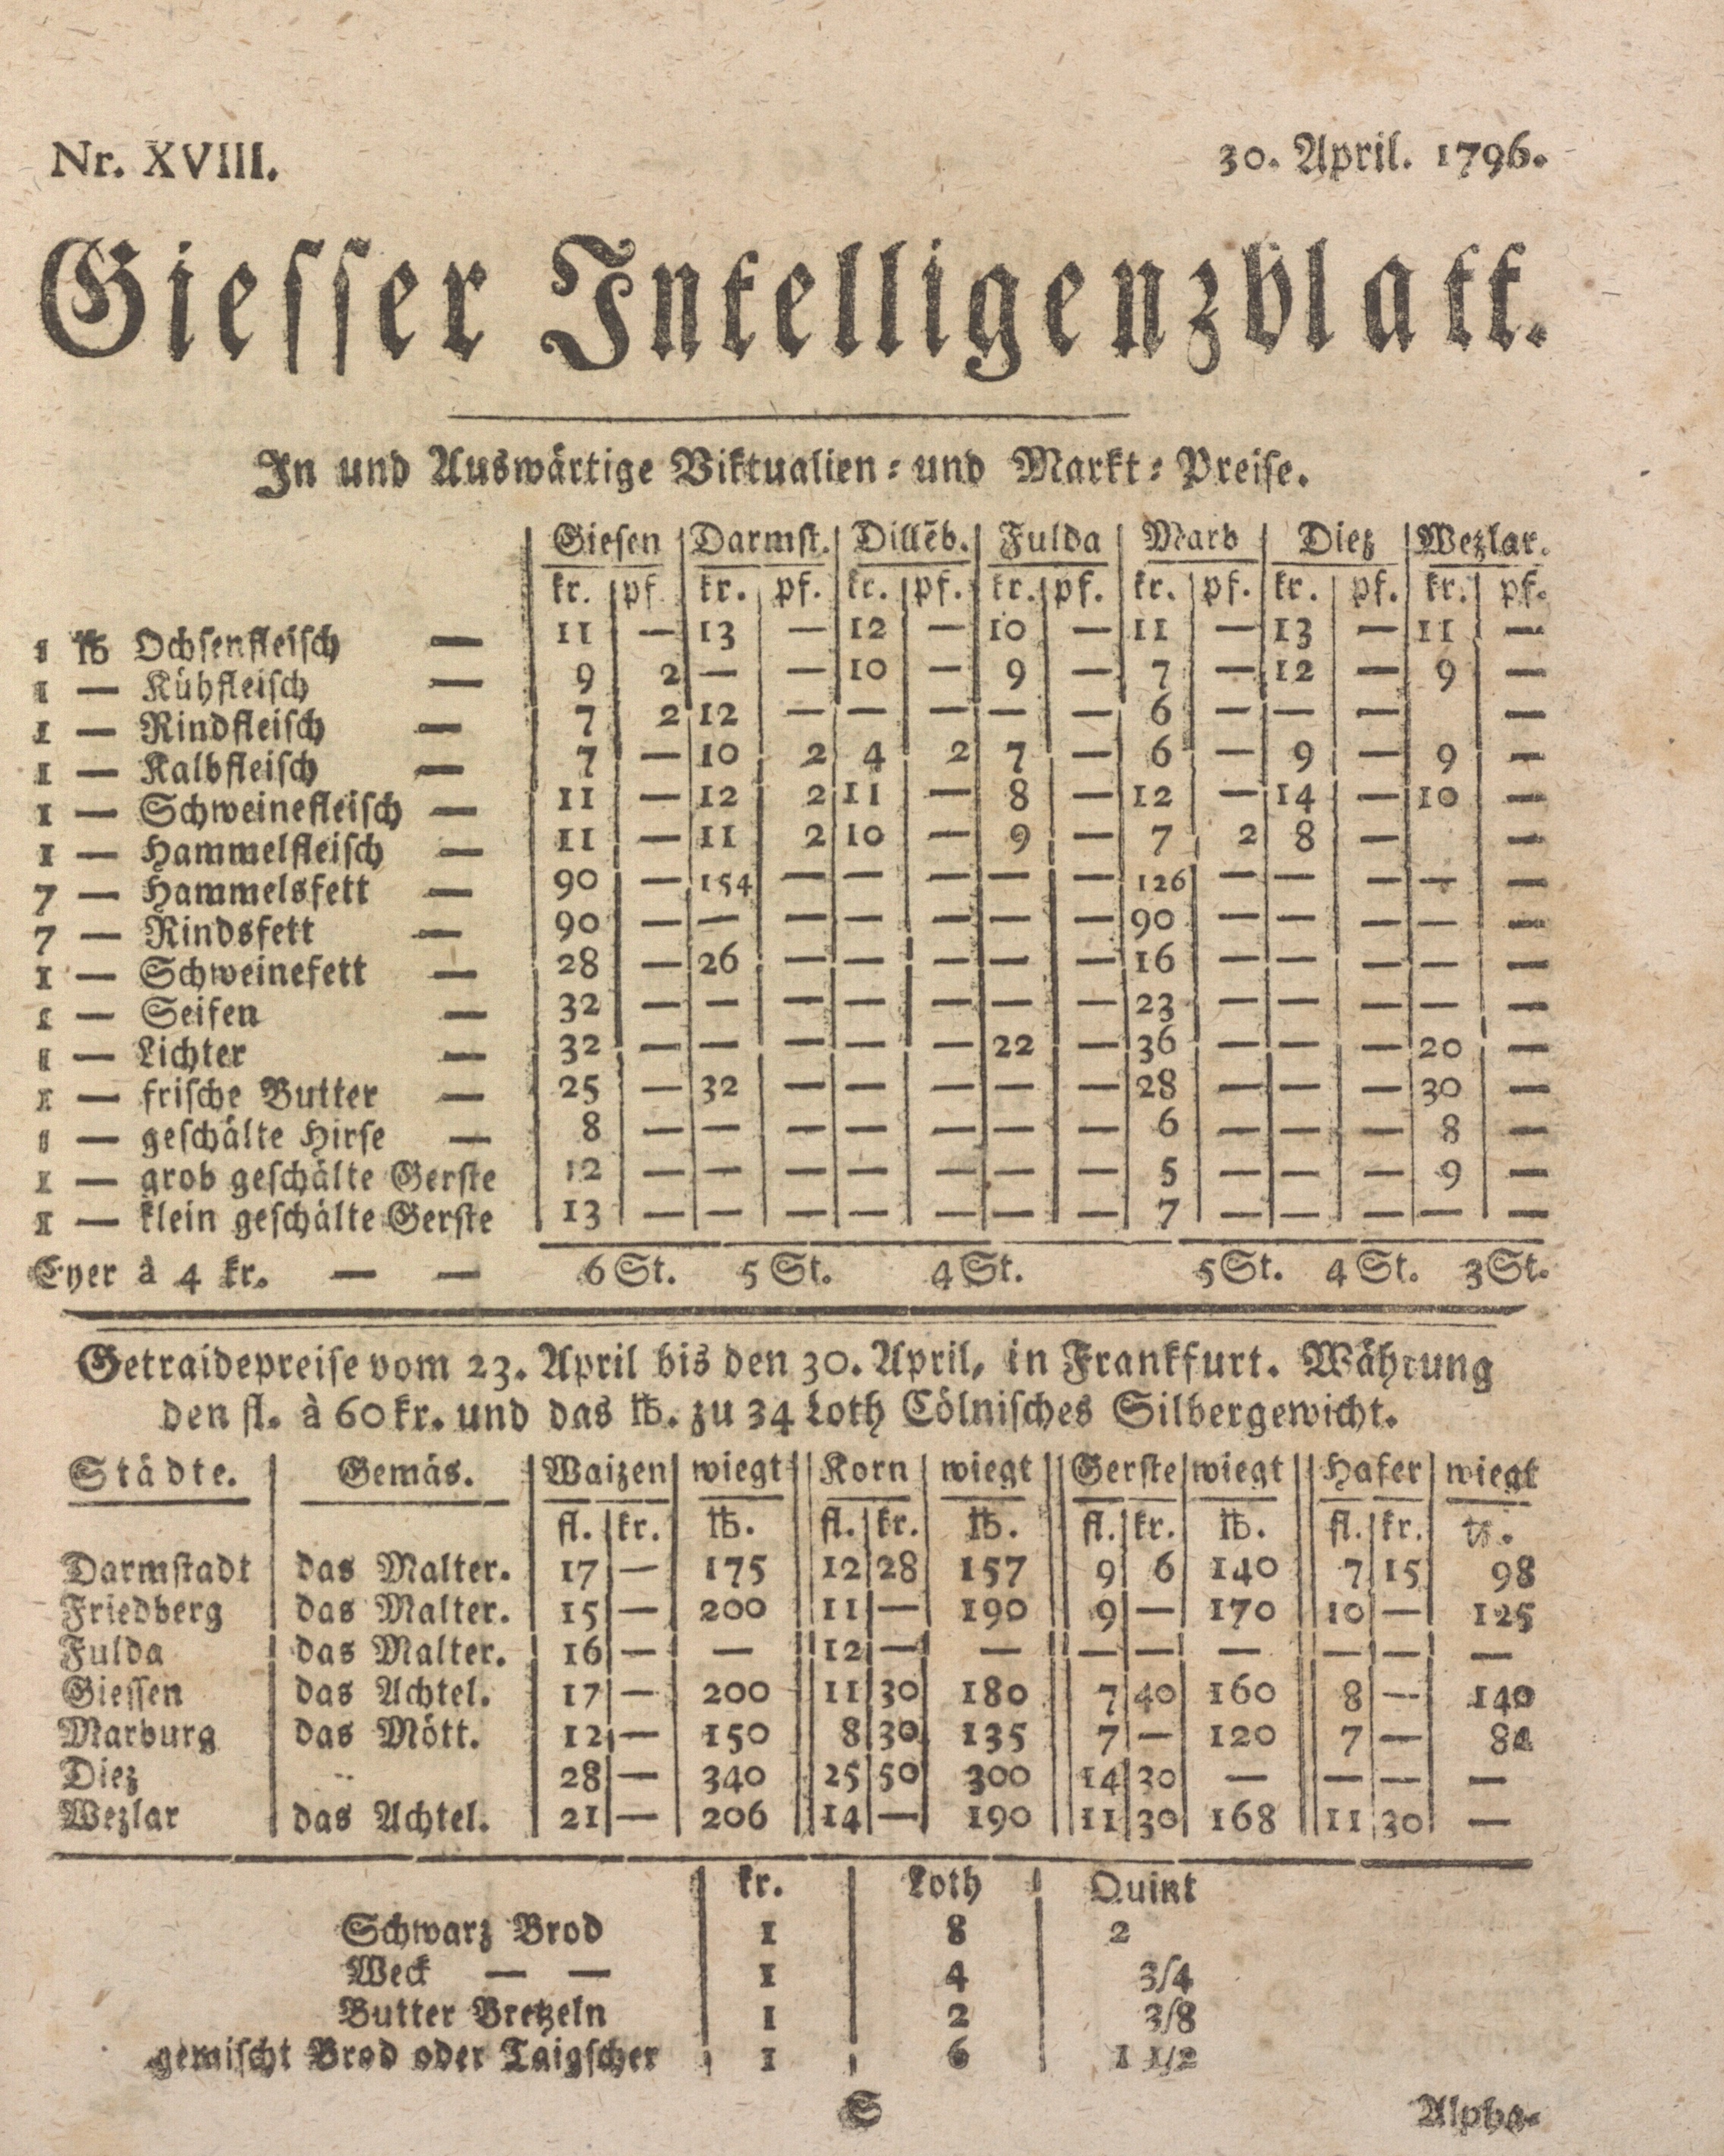 Nr. XVIII. 30. April. 1796.
Giesser Intelligenzblatt.
In und Auswärtige Viktualien- und Markt-Preise.
Giesen Darmst. Dillēb. Fulda Marb Diez Wezlar.
kr. pf. kr. pf. kr. pf. kr. pf. kr. pf. kr. pf. kr. pf.
1 ℔ Ochsenfleisch — 11 — 13 — 12 — 10 — 11 — 13 — 11 —
1 — Kühfleisch — 9 2 — — 10 — 9 — 7 — 12 — 9 —
1 — Rindfleisch — 7 2 12 — — — — — 6 — — — —
1 — Kalbfleisch — 7 — 10 2 4 2 7 — 6 — 9 — 9 —
1 — Schweinefleisch — 11 — 12 2 11 — 8 — 12 — 14 — 10 —
1 — Hammelfleisch — 11 — 11 2 10 — 9 — 7 2 8 — —
7 — Hammelsfett — 90 — 154 — — — — — 126 — — — — —
7 — Rindsfett — 90 — — — — — — — 90 — — — — —
1 — Schweinefett — 28 — 26 — — — — — 16 — — — — —
1 — Seifen — 32 — — — — — — — 23 — — — — —
1 — Lichter — 32 — — — — — 22 — 36 — — — 20 —
1 — frische Butter — 25 — 32 — — — — — 28 — — — 30 —
1 — geschälte Hirse — 8 — — — — — — — 6 — — — 8 —
1 — grob geschälte Gerste 12 — — — — — — — 5 — — — 9 —
1 — klein geschälte Gerste 13 — — — — — — — 7 — — — — —
Eyer à 4 kr. — — 6 St. 5 St. 4 St. 5 St. 4 St. 3 St.
Getraidepreise vom 23. April bis den 30. April, in Frankfurt. Währung
den fl. à 60 kr. und das ℔. zu 34 Loth Cölnisches Silbergewicht.
Städte. Gemäs. Waizen wiegt Korn wiegt Gerste wiegt Hafer wiegt
fl. kr. ℔. fl. kr. ℔. fl. kr. ℔. fl. kr. ℔.
Darmstadt das Malter. 17 — 175 12 28 157 9 6 140 7 15 98
Friedberg das Malter. 15 — 200 11 — 190 9 — 170 10 — 125
Fulda das Malter. 16 — — 12 — — — — — — — —
Giessen das Achtel. 17 — 200 11 30 180 7 40 160 8 — 140
Marburg das Mött. 12 — 150 8 30 135 7 — 120 7 —
Diez 28 — 340 25 50 300 14 30 — — — —
Wezlar das Achtel. 21 — 206 14 — 190 11 30 168 11 30 —
kr. Loth Quint
Schwarz Brod 1 8 2
Weck — — 1 4 3/4
Butter Bretzeln 1 2 3/8
gemischt Brod oder Taigscher 1 6 1 1/2
S Alpha-